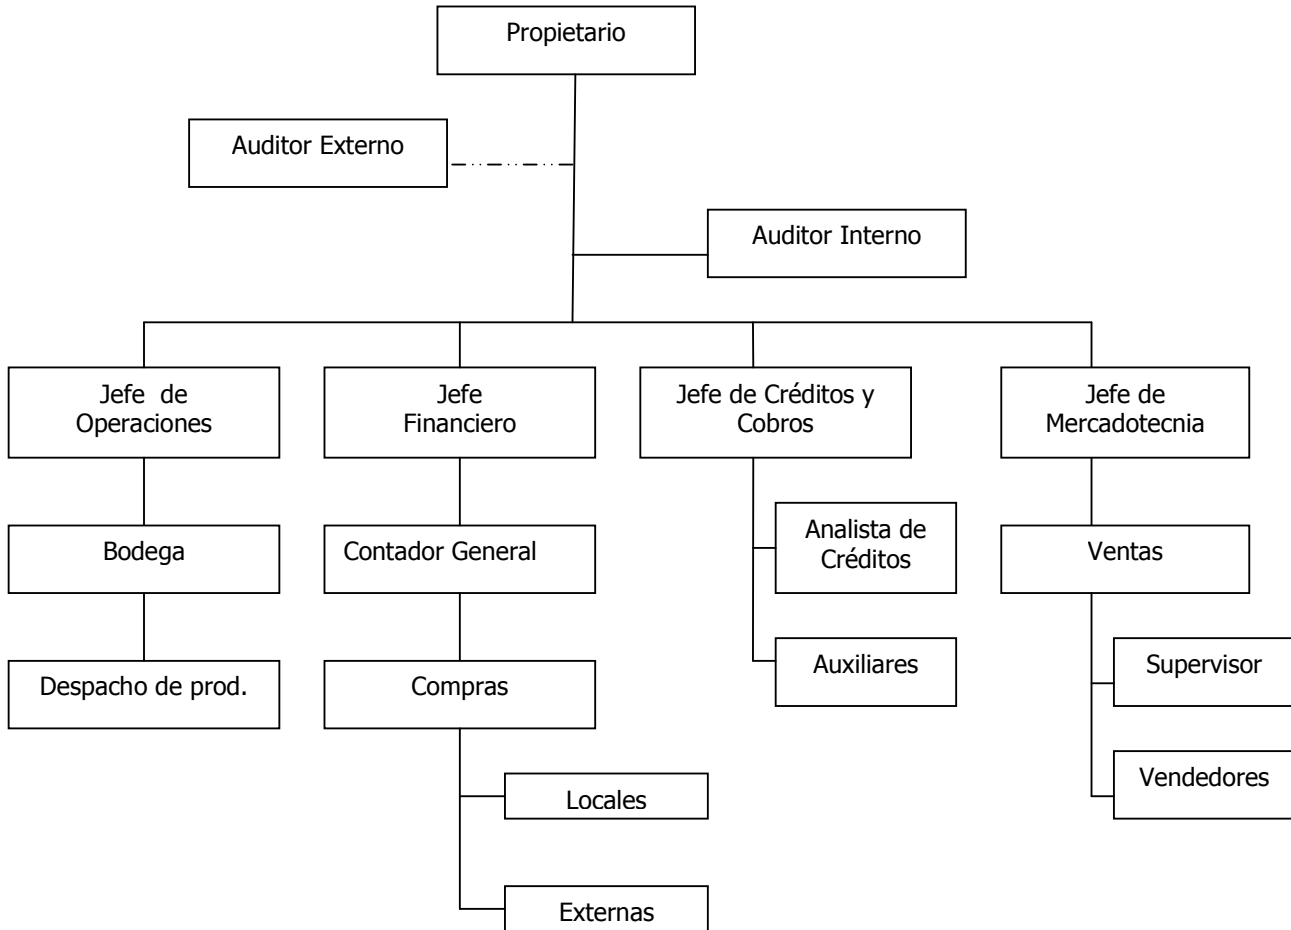 Propietario
Auditor Externo
Auditor Interno
Jefe de
Operaciones
Jefe
Financiero
Jefe de Créditos y
Cobros
Jefe de
Mercadotecnia
Bodega
Contador General
Analista de
Créditos
Ventas
Despacho de prod.
Compras
Auxiliares
Supervisor
Locales
Vendedores
Externas